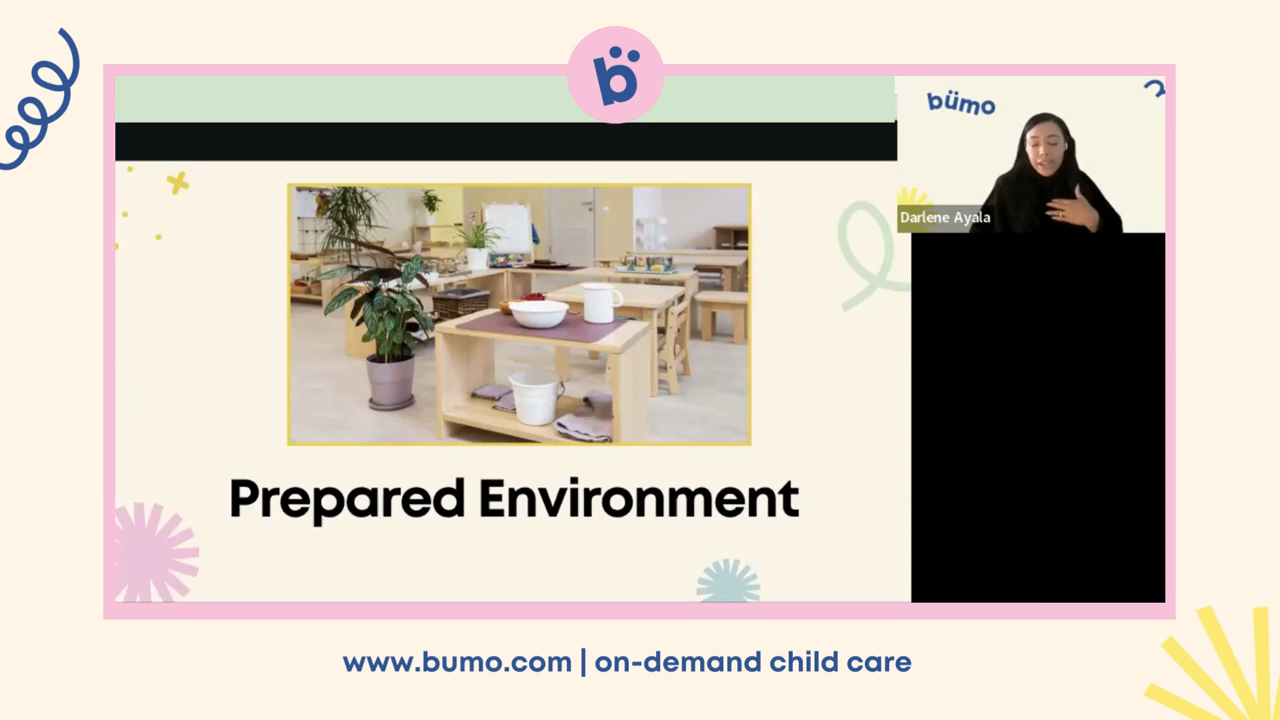 b̈
bümo
Darlene Ayala
Prepared Environment
www.bumo.com | on-demand child care